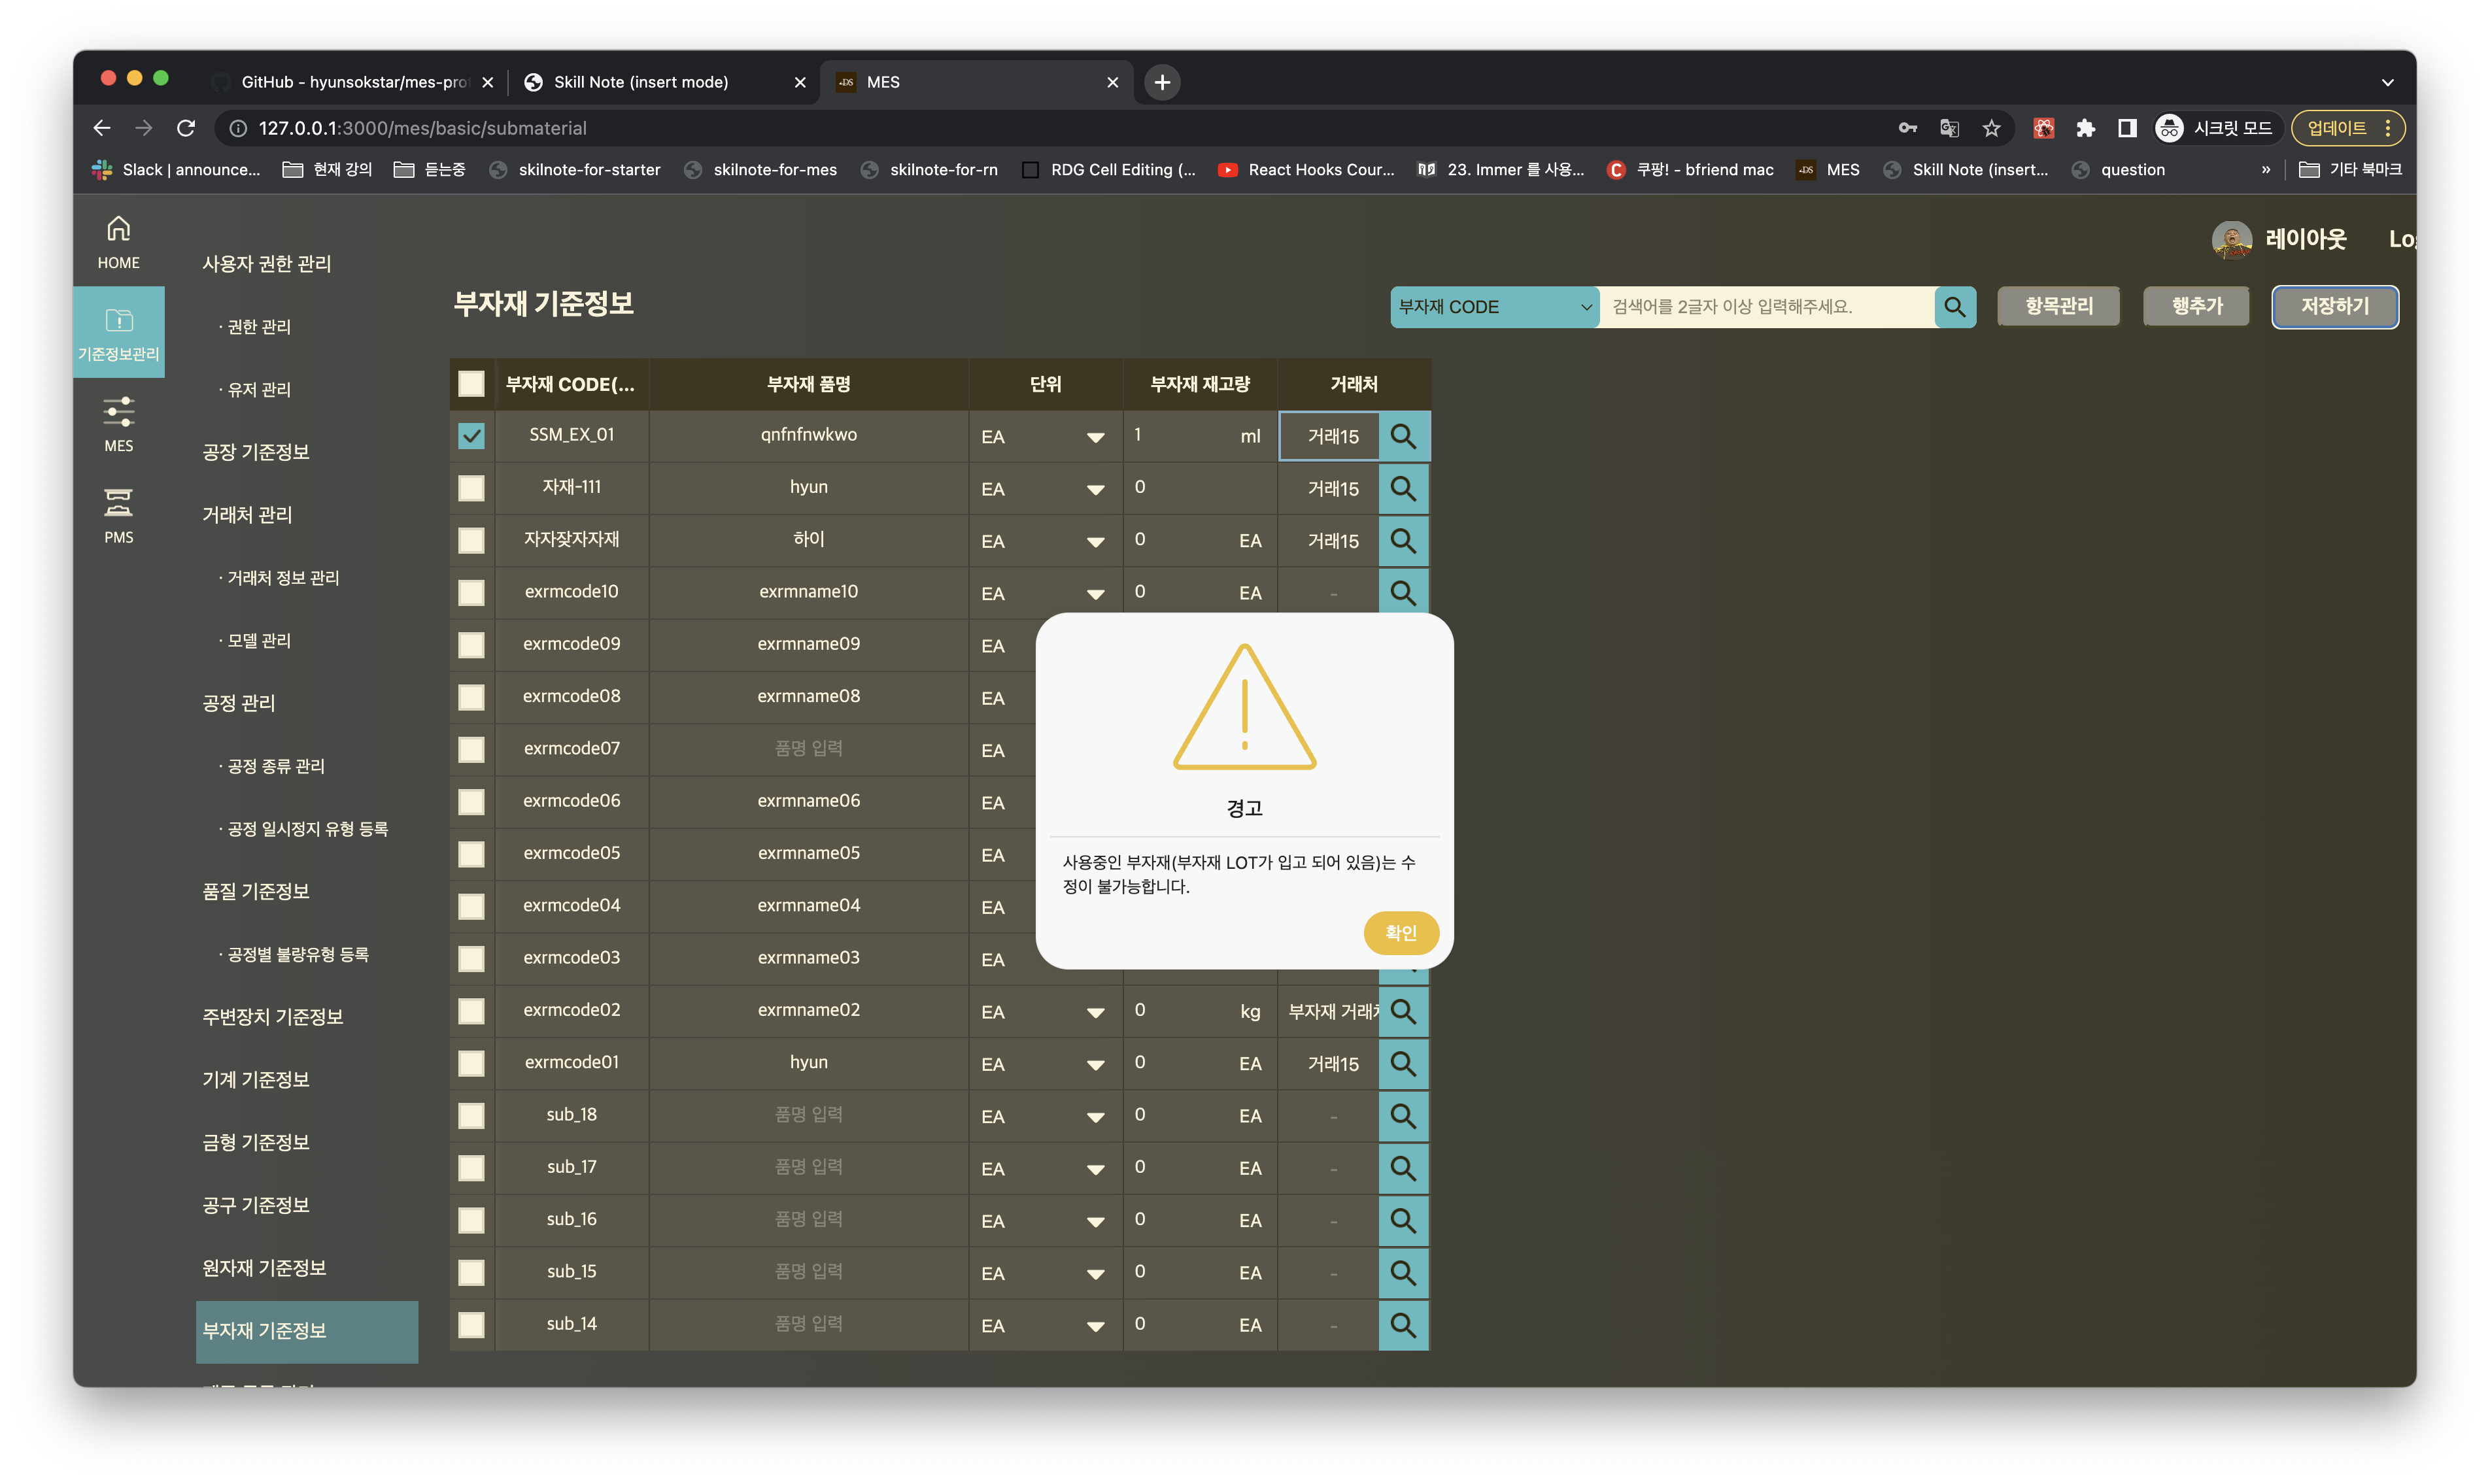 GitHub - hyunsokstar/mes-pro
Skill Note (insert mode)
MES
127.0.0.1:3000/mes/basic/submaterial
시크릿 모드
업데이트
Slack | announce...
현재 강의
듣는중
skilnote-for-starter
skilnote-for-mes
skilnote-for-rn
RDG Cell Editing (...
React Hooks Cour...
23. Immer 를 사용...
쿠팡! - bfriend mac
MES
Skill Note (insert...
question
»
기타 북마크
HOME
기준정보관리
MES
PMS
사용자 권한 관리
· 권한 관리
· 유저 관리
공장 기준정보
거래처 관리
· 거래처 정보 관리
· 모델 관리
공정 관리
· 공정 종류 관리
· 공정 일시정지 유형 등록
품질 기준정보
· 공정별 불량유형 등록
주변장치 기준정보
기계 기준정보
금형 기준정보
공구 기준정보
원자재 기준정보
부자재 기준정보
레이아웃
부자재 기준정보
부자재 CODE
검색어를 2글자 이상 입력해주세요.
항목관리
행추가
저장하기
부자재 CODE(... 부자재 품명 단위 부자재 재고량 거래처
SSM_EX_01 qnfnfnwkwo EA 1 ml 거래15
자재-111 hyun EA 0 거래15
자자잦자자재 하이 EA 0 EA 거래15
exrmcode10 exrmname10 EA 0 EA -
exrmcode09 exrmname09 EA
exrmcode08 exrmname08 EA
exrmcode07 품명 입력 EA
exrmcode06 exrmname06 EA
exrmcode05 exrmname05 EA
exrmcode04 exrmname04 EA
exrmcode03 exrmname03 EA
exrmcode02 exrmname02 EA 0 kg 부자재 거래처
exrmcode01 hyun EA 0 EA 거래15
sub_18 품명 입력 EA 0 EA -
sub_17 품명 입력 EA 0 EA -
sub_16 품명 입력 EA 0 EA -
sub_15 품명 입력 EA 0 EA -
sub_14 품명 입력 EA 0 EA -
경고
사용중인 부자재(부자재 LOT가 입고 되어 있음)는 수
정이 불가능합니다.
확인